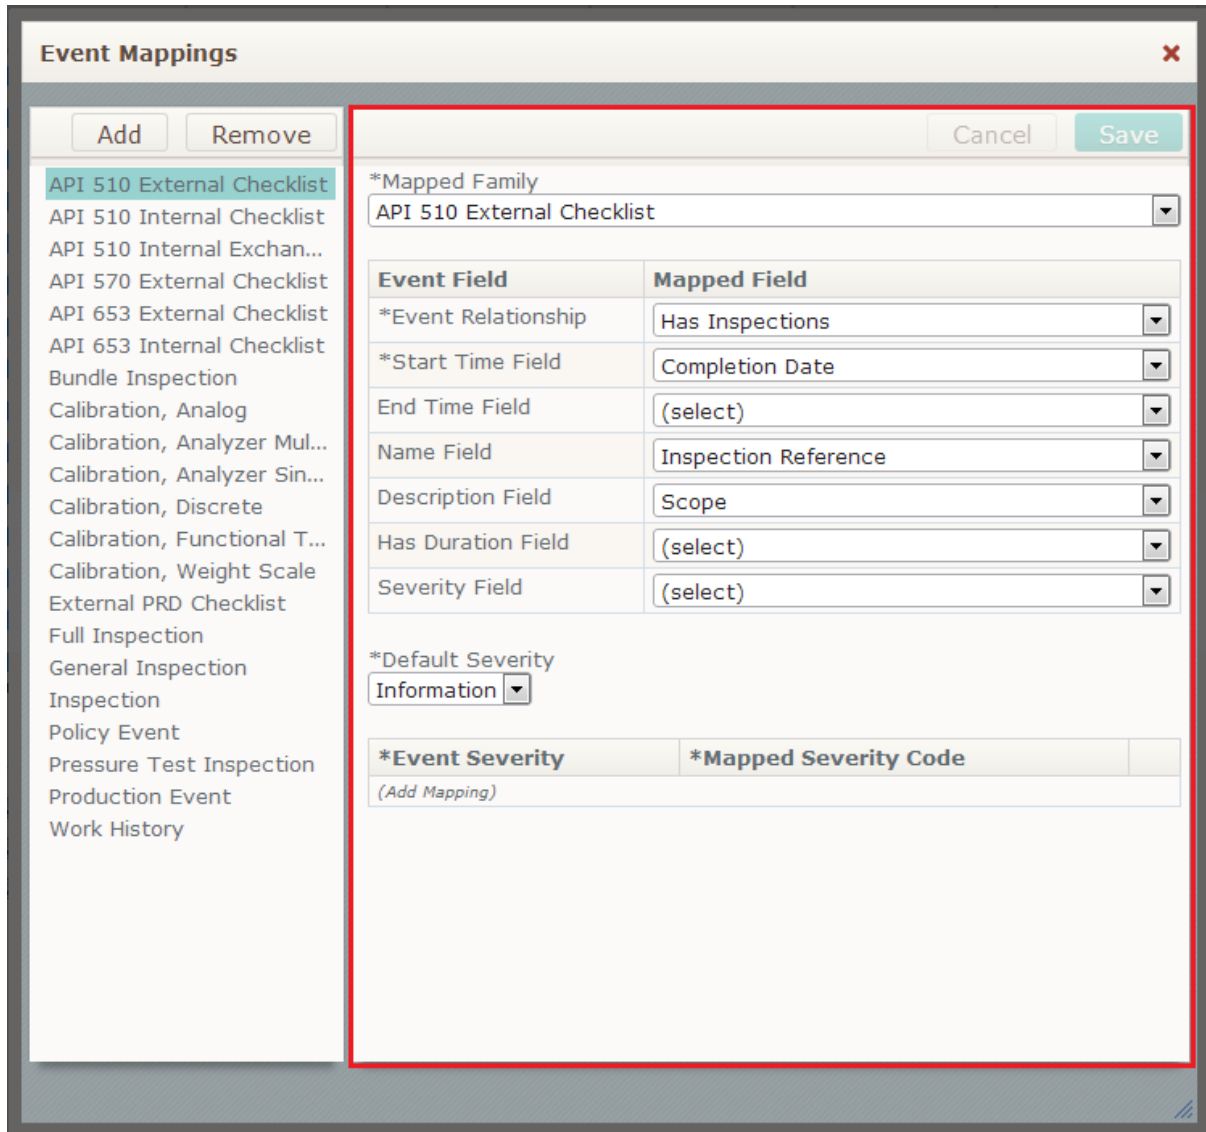 Event Mappings
Add Remove
API 510 External Checklist
API 510 Internal Checklist
API 510 Internal Exchan...
API 570 External Checklist
API 653 External Checklist
API 653 Internal Checklist
Bundle Inspection
Calibration, Analog
Calibration, Analyzer Mul...
Calibration, Analyzer Sin...
Calibration, Discrete
Calibration, Functional T...
Calibration, Weight Scale
External PRD Checklist
Full Inspection
General Inspection
Inspection
Policy Event
Pressure Test Inspection
Production Event
Work History
Cancel Save
*Mapped Family
API 510 External Checklist
Event Field Mapped Field
*Event Relationship Has Inspections
*Start Time Field Completion Date
End Time Field (select)
Name Field Inspection Reference
Description Field Scope
Has Duration Field (select)
Severity Field (select)
*Default Severity
Information
*Event Severity *Mapped Severity Code
(Add Mapping)